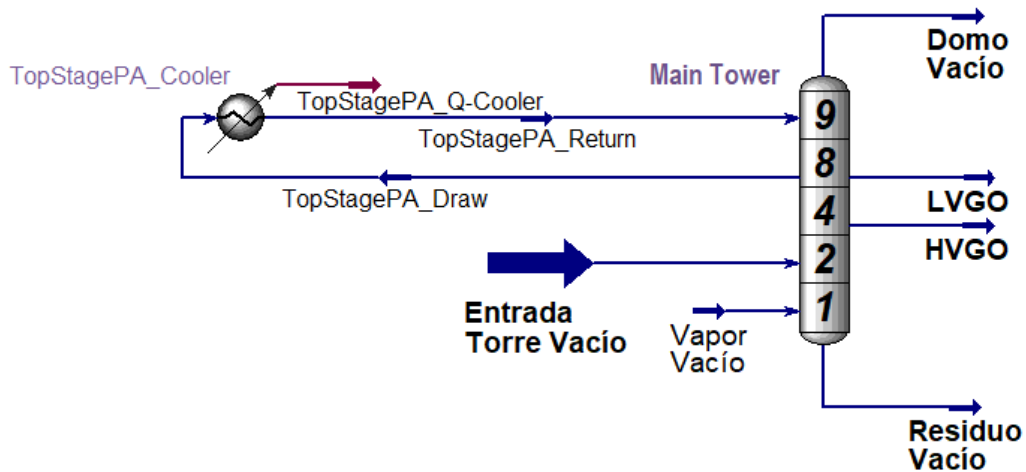 Domo
Vacío
TopStagePA_Cooler
Main Tower
TopStagePA_Q-Cooler
TopStagePA_Return
9
8
TopStagePA_Draw
LVGO
4
HVGO
2
Entrada
Torre Vacío
1
Vapor
Vacío
Residuo
Vacío